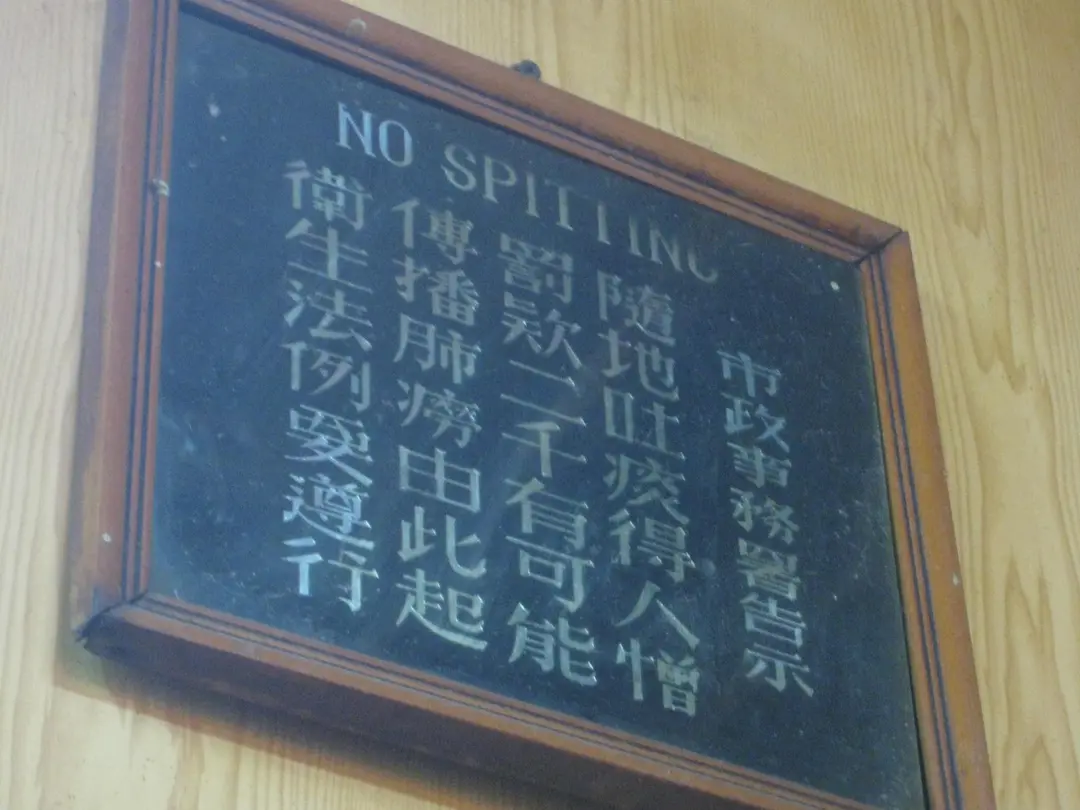 NO SPITTING
市政事務署告示
隨地吐痰得人憎
罰欵二千有可能
傳播肺癆由此起
衛生法例要遵行